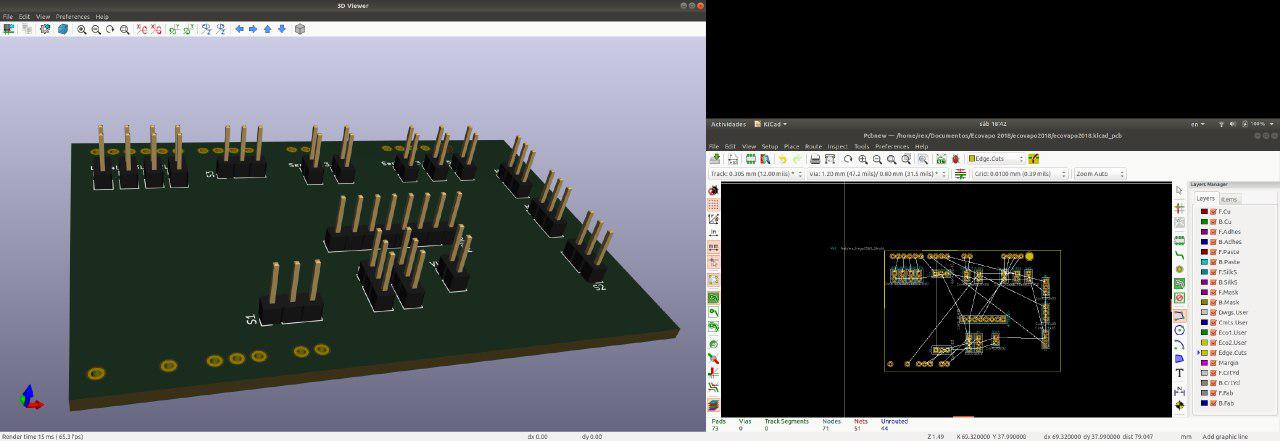 3D Viewer
File Edit View Preferences Help
S1
S2
Render time 15 ms ( 65.3 fps)
dx 0.00
dy 0.00
Actividades
KiCad
sáb 18:42
en
100%
Pcbnew — /home/rex/Documentos/Ecovapo 2018/ecovapo2018/ecovapo2018.kicad_pcb
File Edit View Setup Place Route Inspect Tools Preferences Help
Edge.Cuts
Track: 0.305 mm (12.00 mils) *
Via: 1.20 mm (47.2 mils)/ 0.80 mm (31.5 mils) *
Grid: 0.0100 mm (0.39 mils)
Zoom Auto
Layers Manager
Layers
Items
F.Cu
B.Cu
F.Adhes
B.Adhes
F.Paste
B.Paste
F.SilkS
B.SilkS
F.Mask
B.Mask
Dwgs.User
Cmts.User
Eco1.User
Eco2.User
Edge.Cuts
Margin
F.CrtYd
B.CrtYd
F.Fab
B.Fab
Pads
73
Vias
0
Track Segments
0
Nodes
71
Nets
51
Unrouted
44
Z 1.49
X 69.320000 Y 37.990000
dx 69.320000 dy 37.990000 dist 79.047
mm
Add graphic line